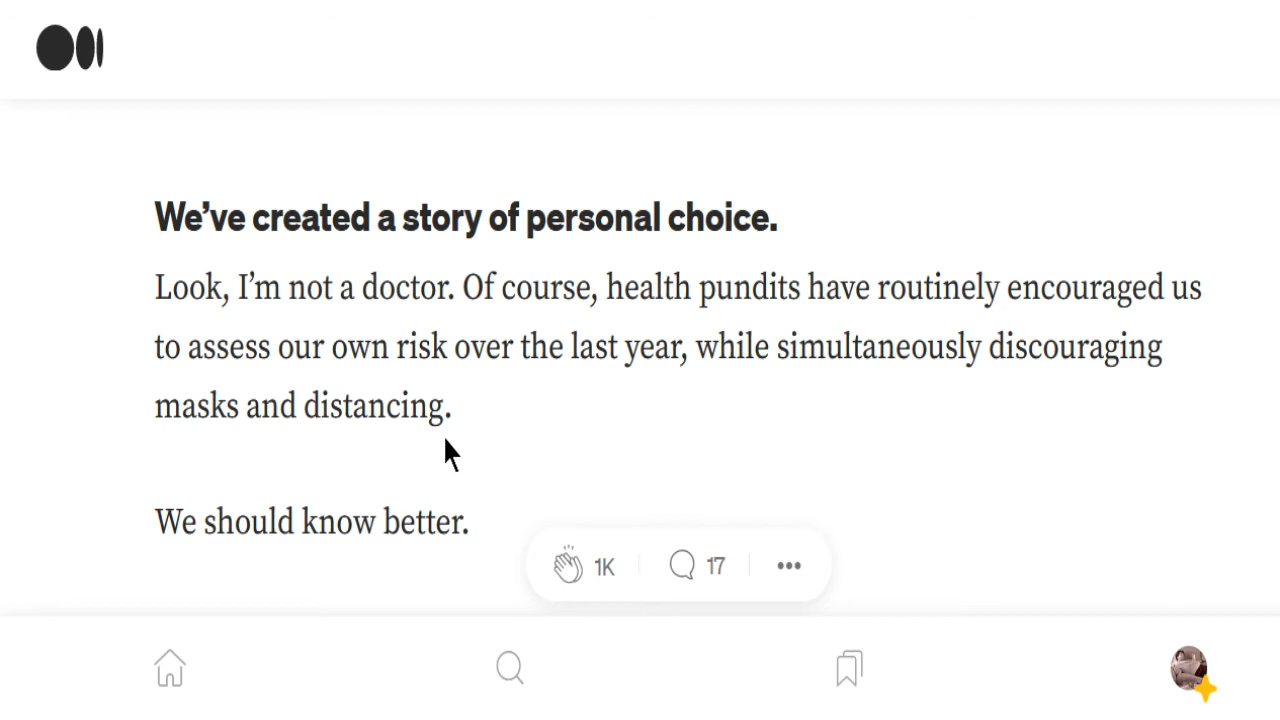 We've created a story of personal choice.
Look, I'm not a doctor. Of course, health pundits have routinely encouraged us
to assess our own risk over the last year, while simultaneously discouraging
masks and distancing.
We should know better.
1K 17